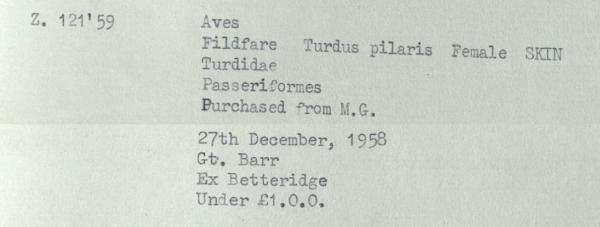 Z. 121'59 Aves
Fildfare Turdus pilaris Female SKIN
Turdidae
Passeriformes
Purchased from M.G.
27th December, 1958
Gt. Barr
Ex Betteridge
Under £1.0.0.